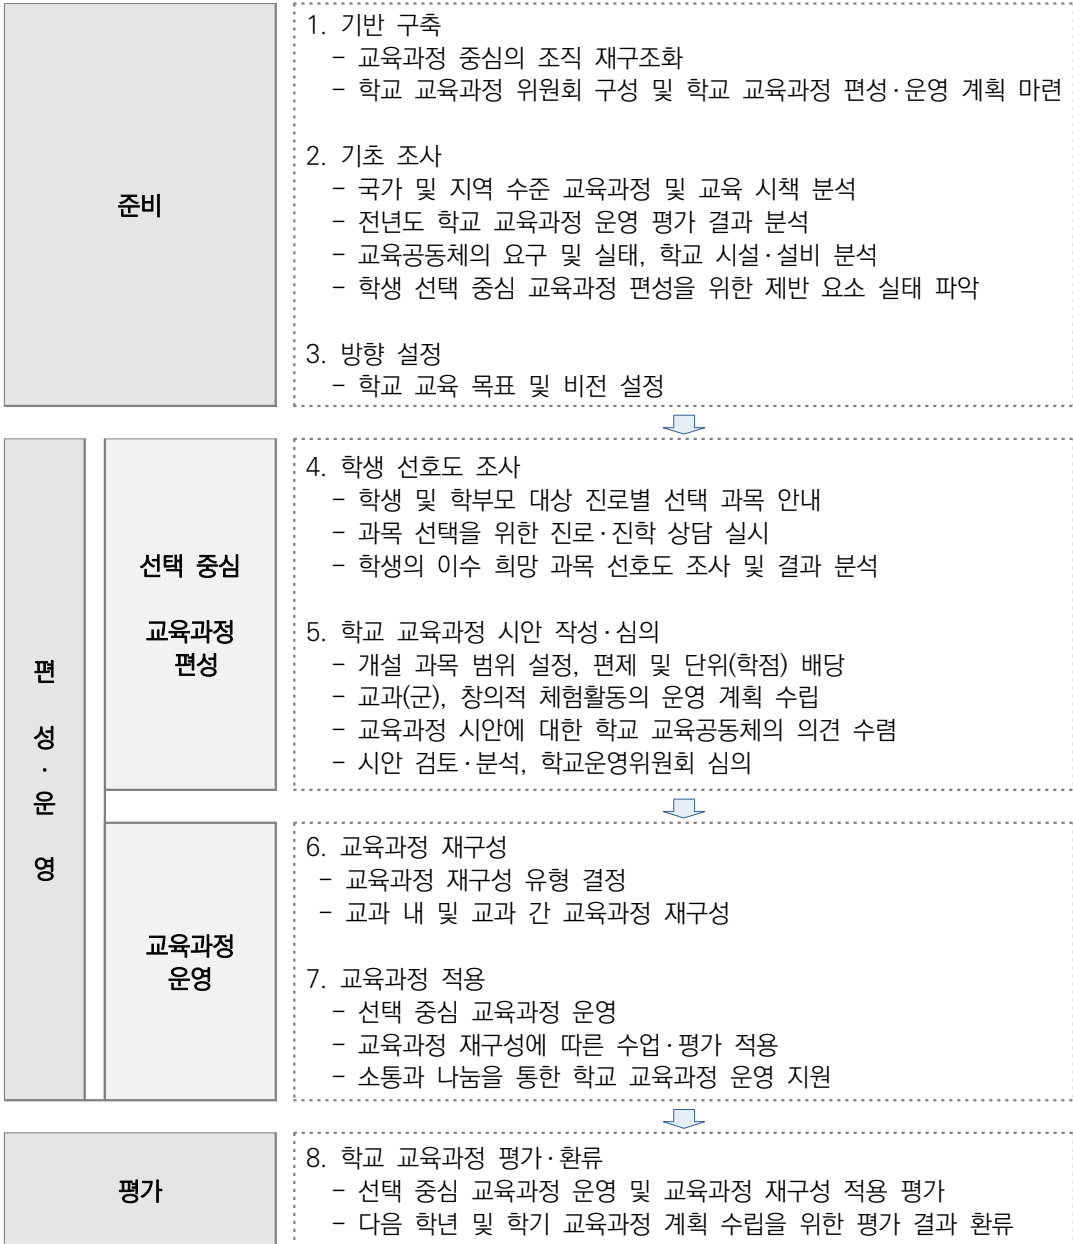 준비
1. 기반 구축
- 교육과정 중심의 조직 재구조화
- 학교 교육과정 위원회 구성 및 학교 교육과정 편성·운영 계획 마련
2. 기초 조사
- 국가 및 지역 수준 교육과정 및 교육 시책 분석
- 전년도 학교 교육과정 운영 평가 결과 분석
- 교육공동체의 요구 및 실태, 학교 시설·설비 분석
- 학생 선택 중심 교육과정 편성을 위한 제반 요소 실태 파악
3. 방향 설정
- 학교 교육 목표 및 비전 설정
편
성
·
운
영
선택 중심
교육과정
편성
4. 학생 선호도 조사
- 학생 및 학부모 대상 진로별 선택 과목 안내
- 과목 선택을 위한 진로·진학 상담 실시
- 학생의 이수 희망 과목 선호도 조사 및 결과 분석
5. 학교 교육과정 시안 작성·심의
- 개설 과목 범위 설정, 편제 및 단위(학점) 배당
- 교과(군), 창의적 체험활동의 운영 계획 수립
- 교육과정 시안에 대한 학교 교육공동체의 의견 수렴
- 시안 검토·분석, 학교운영위원회 심의
교육과정
운영
6. 교육과정 재구성
- 교육과정 재구성 유형 결정
- 교과 내 및 교과 간 교육과정 재구성
7. 교육과정 적용
- 선택 중심 교육과정 운영
- 교육과정 재구성에 따른 수업·평가 적용
- 소통과 나눔을 통한 학교 교육과정 운영 지원
평가
8. 학교 교육과정 평가·환류
- 선택 중심 교육과정 운영 및 교육과정 재구성 적용 평가
- 다음 학년 및 학기 교육과정 계획 수립을 위한 평가 결과 환류